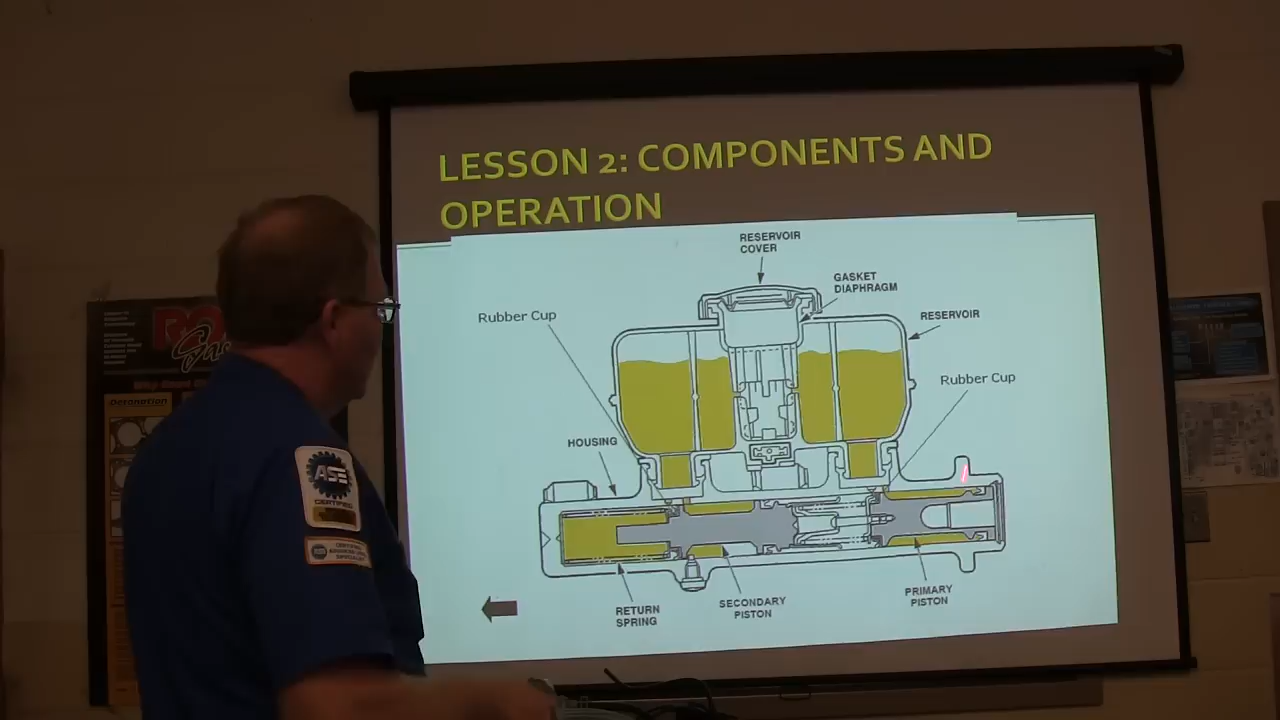 LESSON 2: COMPONENTS AND
OPERATION
RESERVOIR
COVER
GASKET
DIAPHRAGM
Rubber Cup
RESERVOIR
Rubber Cup
HOUSING
RETURN
SPRING
SECONDARY
PISTON
PRIMARY
PISTON
ASE
CERTIFIED
Detonation